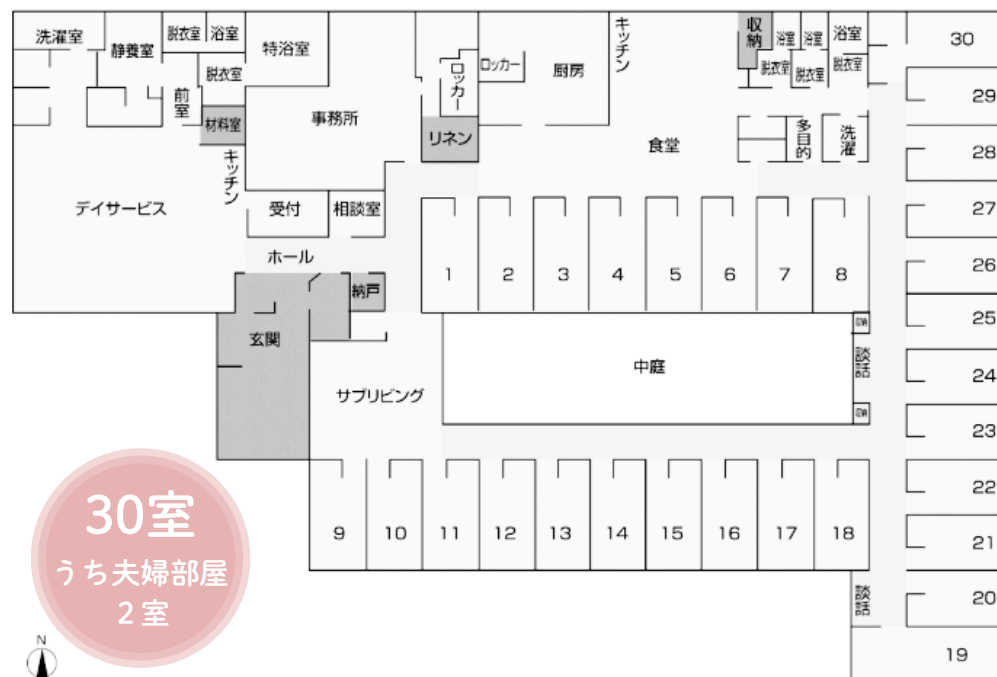 洗濯室
静養室
脱衣室
浴室
特浴室
脱衣室
前室
材料室
キッチン
デイサービス
事務所
受付
相談室
ホール
納戸
玄関
サブリビング
ロッカー
ロッカー
リネン
厨房
キッチン
食堂
収納
浴室
浴室
浴室
脱衣室
脱衣室
脱衣室
多目的
洗濯
1
2
3
4
5
6
7
8
中庭
談話
9
10
11
12
13
14
15
16
17
18
30
29
28
27
26
25
24
23
22
21
20
談話
19
30室
うち夫婦部屋
2室
N